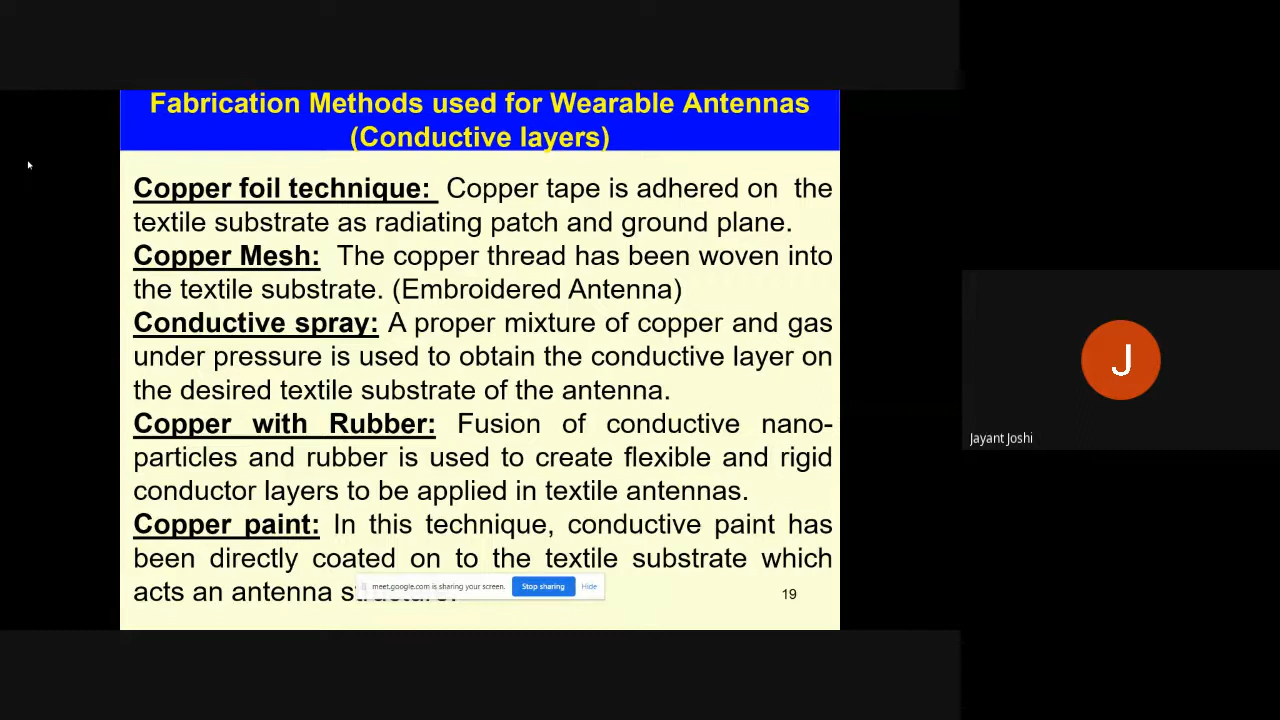 Fabrication Methods used for Wearable Antennas
(Conductive layers)
Copper foil technique: Copper tape is adhered on the
textile substrate as radiating patch and ground plane.
Copper Mesh: The copper thread has been woven into
the textile substrate. (Embroidered Antenna)
Conductive spray: A proper mixture of copper and gas
under pressure is used to obtain the conductive layer on
the desired textile substrate of the antenna.
Copper with Rubber: Fusion of conductive nano-
particles and rubber is used to create flexible and rigid
conductor layers to be applied in textile antennas.
Copper paint: In this technique, conductive paint has
been directly coated on to the textile substrate which
acts an antenna
meet.google.com is sharing your screen. Stop sharing Hide
19
J
Jayant Joshi